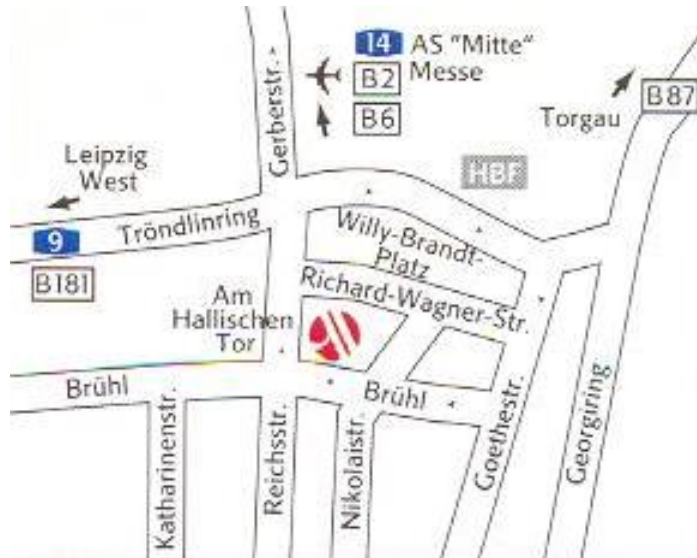 14 AS "Mitte"
Messe
B2
B6
B87
Torgau
Gerberstr.
Leipzig
West
HBF
Tröndlinring
9
B181
Willy-Brandt-
Platz
Richard-Wagner-Str.
Am
Hallischen
Tor
Brühl
Brühl
Katharinenstr.
Reichsstr.
Nikolaistr.
Goethestr.
Georgiring